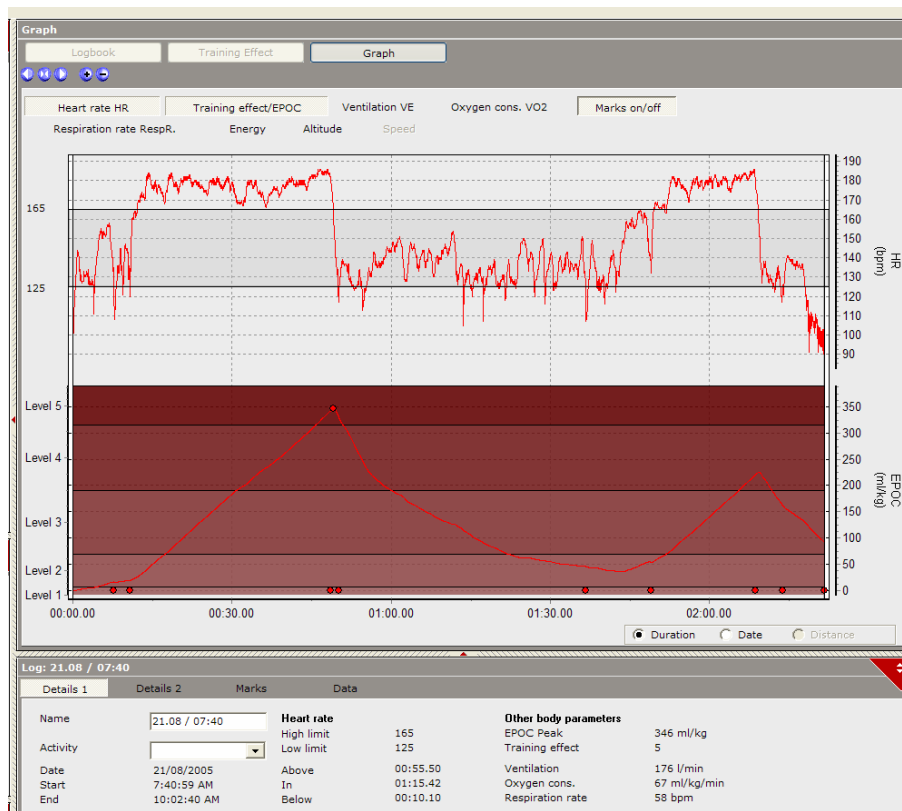 Graph
Logbook Training Effect Graph
Heart rate HR Training effect/EPOC Ventilation VE Oxygen cons. VO2 Marks on/off
Respiration rate RespR. Energy Altitude Speed
190
180
170
165
160
150
140
130
125
120
110
100
90
HR
(bpm)
Level 5 350
300
Level 4 250
200
150
Level 3
100
Level 2 50
Level 1 0
EPOC
(ml/kg)
00:00.00 00:30.00 01:00.00 01:30.00 02:00.00
Duration Date Distance
Log: 21.08 / 07:40
Details 1 Details 2 Marks Data
Name 21.08 / 07:40 Heart rate Other body parameters
High limit 165 EPOC Peak 346 ml/kg
Activity Low limit 125 Training effect 5
Date 21/08/2005 Above 00:55.50 Ventilation 176 l/min
Start 7:40:59 AM In 01:15.42 Oxygen cons. 67 ml/kg/min
End 10:02:40 AM Below 00:10.10 Respiration rate 58 bpm